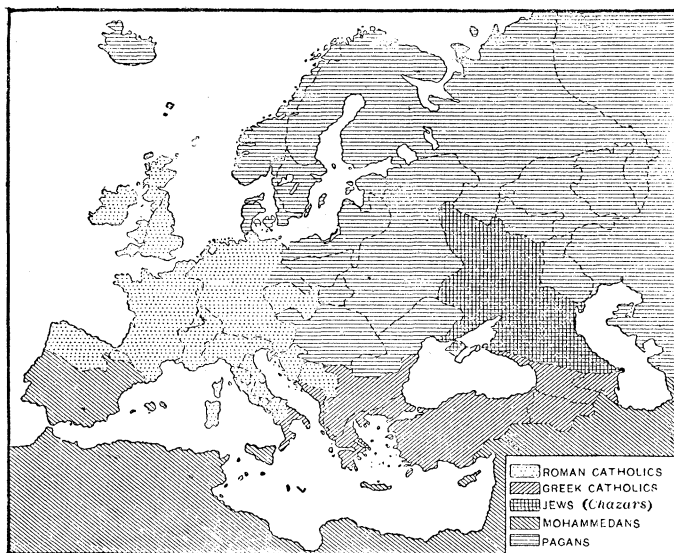 ROMAN CATHOLICS
GREEK CATHOLICS
JEWS (Chazars)
MOHAMMEDANS
PAGANS